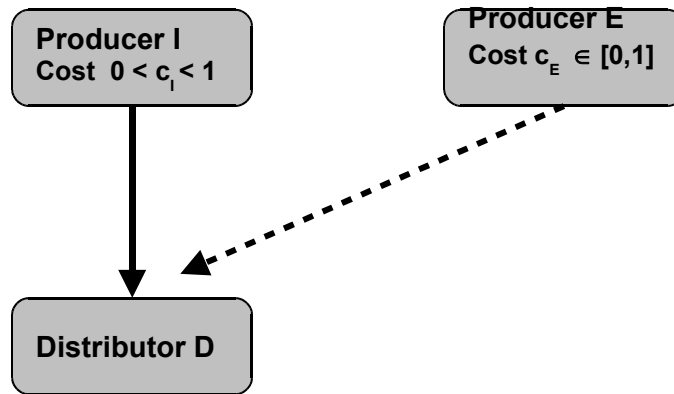 Producer I
Cost 0 < c_I < 1
Producer E
Cost c_E ∈ [0,1]
Distributor D